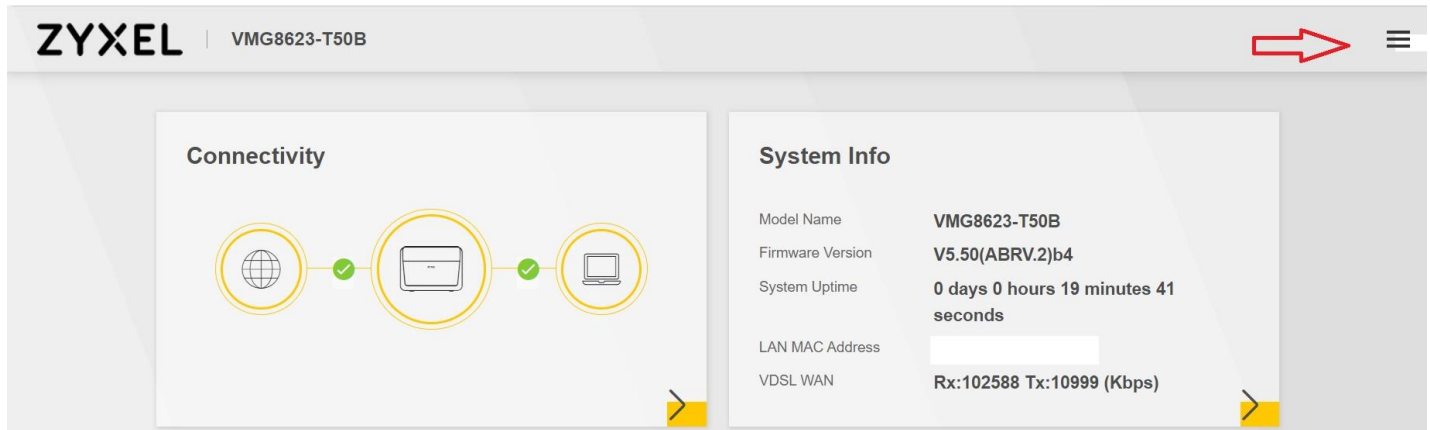 ZYXEL VMG8623-T50B
Connectivity
System Info
Model Name VMG8623-T50B
Firmware Version V5.50(ABRV.2)b4
System Uptime 0 days 0 hours 19 minutes 41
seconds
LAN MAC Address
VDSL WAN Rx:102588 Tx:10999 (Kbps)